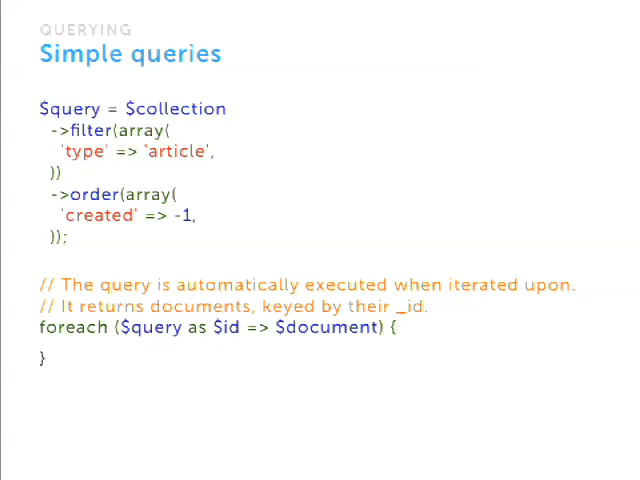 QUERYING
Simple queries
$query = $collection
->filter(array(
'type' => 'article',
))
->order(array(
'created' => -1,
));
// The query is automatically executed when iterated upon.
// It returns documents, keyed by their _id.
foreach ($query as $id => $document) {
}